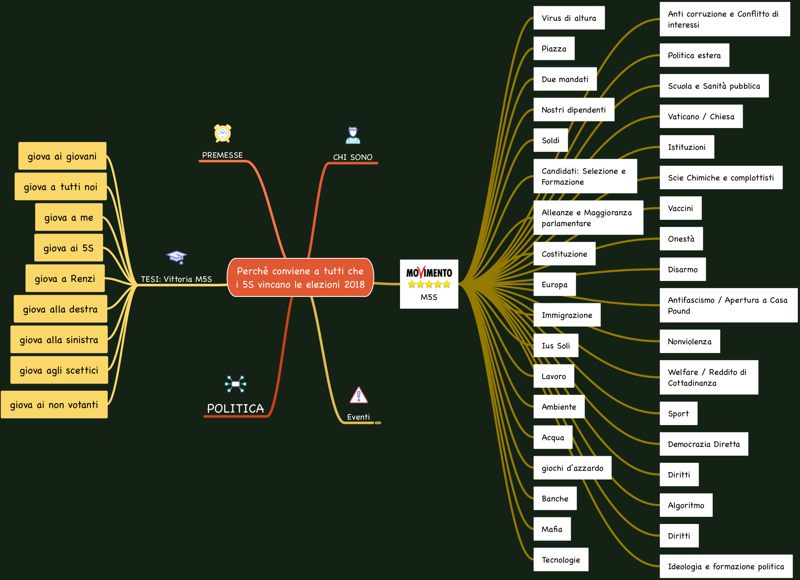 PREMESSE
CHI SONO
giova ai giovani
giova a tutti noi
giova a me
giova ai 5S
giova a Renzi
giova alla destra
giova alla sinistra
giova agli scettici
giova ai non votanti
TESI: Vittoria M5S
Perché conviene a tutti che
i 5S vincano le elezioni 2018
POLITICA
Eventi
MOVIMENTO
M5S
Virus di altura
Piazza
Due mandati
Nostri dipendenti
Soldi
Candidati: Selezione e
Formazione
Alleanze e Maggioranza
parlamentare
Costituzione
Europa
Immigrazione
Ius Soli
Lavoro
Ambiente
Acqua
giochi d'azzardo
Banche
Mafia
Tecnologie
Anti corruzione e Conflitto di
interessi
Politica estera
Scuola e Sanità pubblica
Vaticano / Chiesa
Istituzioni
Scie Chimiche e complottisti
Vaccini
Onestà
Disarmo
Antifascismo / Apertura a Casa
Pound
Nonviolenza
Welfare / Reddito di
Cottadinanza
Sport
Democrazia Diretta
Diritti
Algoritmo
Diritti
Ideologia e formazione politica